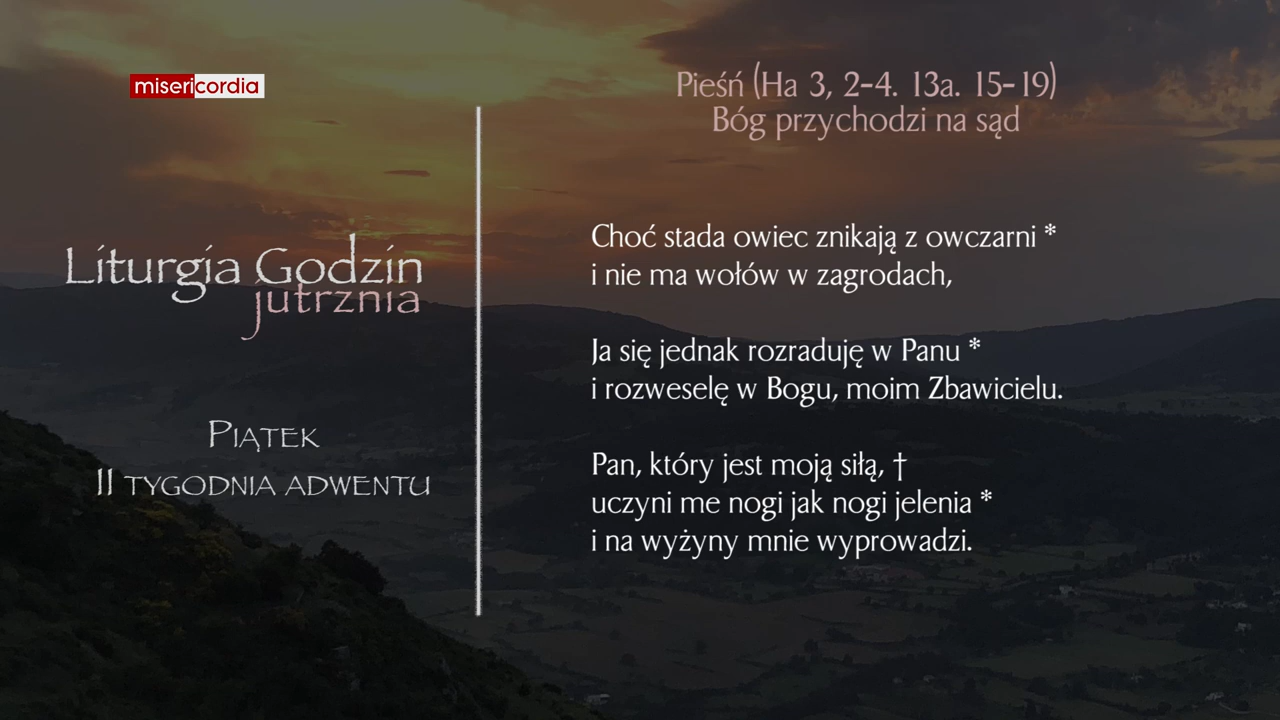 misericordia
Liturgia Godzin
jutrznia
Piątek
II tygodnia adwentu
Pieśń (Ha 3, 2-4. 13a. 15-19)
Bóg przychodzi na sąd
Choć stada owiec znikają z owczarni *
i nie ma wołów w zagrodach,
Ja się jednak rozraduję w Panu *
i rozweselę w Bogu, moim Zbawicielu.
Pan, który jest moją siłą, †
uczyni me nogi jak nogi jelenia *
i na wyżyny mnie wyprowadzi.